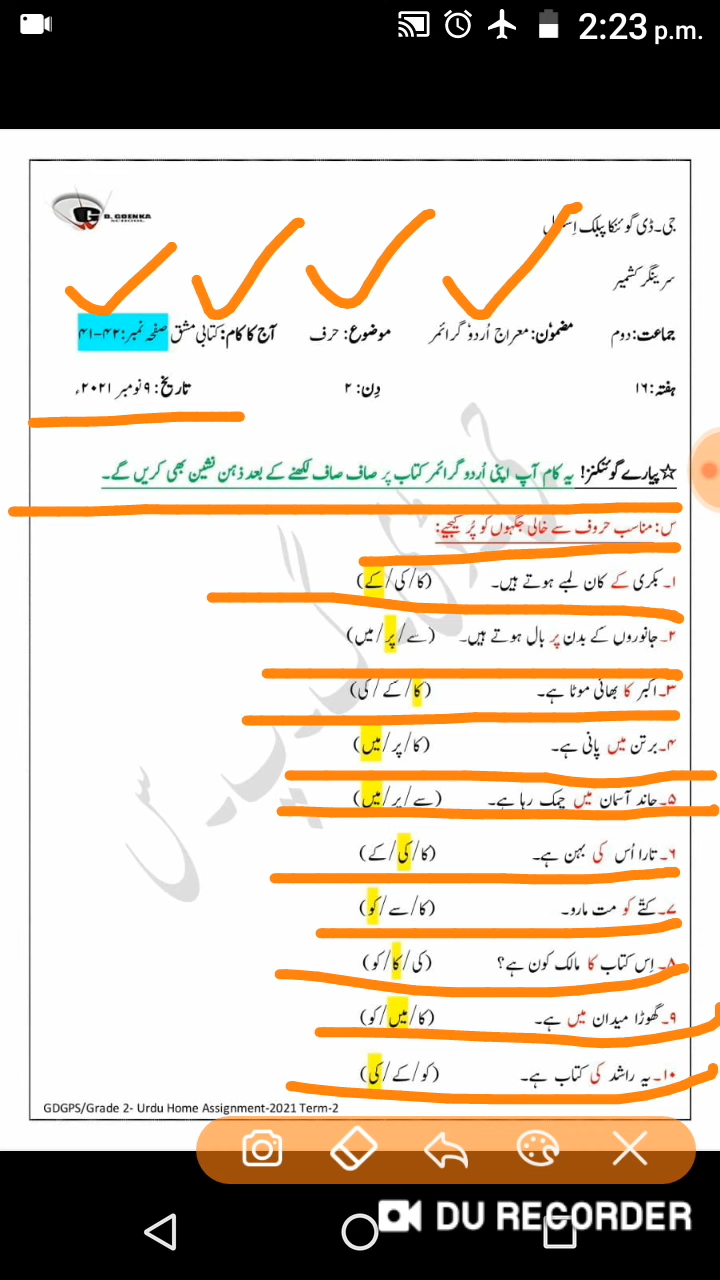 2:23 p.m.
G D. GOENKA
SCHOOL
جی۔ڈی گوئنکا پبلک
سرینگر کشمیر
جماعت: دوم مضمؤن: معراج اُردؤ گرائمر موضوع: حرف آج کا کام: کتابی مشق صفحہ نمبر: ۴۲-۴۱
ہفتہ: ۱۶ دِن: ۲ تاریخ: ۹ نومبر ۲۰۲۱ء
☆پیارے گوئنکنز! یہ کام آپ اپنی اُردو گرائمر کتاب پر صاف صاف لکھنے کے بعد ذہن نشین بھی کریں گے۔
س: مناسب حروف سے خالی جگہوں کو پُر کیجیے:
۱۔ بکری کے کان لمبے ہوتے ہیں۔ (کا/کی/کے)
۲۔جانوروں کے بدن پر بال ہوتے ہیں۔ (سے/پر/میں)
۳۔اکبر کا بھائی موٹا ہے۔ (کا/کے/کی)
۴۔برتن میں پانی ہے۔ (کا/پر/میں)
۵۔چاند آسمان میں چمک رہا ہے۔ (سے/پر/میں)
۶۔تارا اُس کی بہن ہے۔ (کا/کی/کے)
۷۔کتّے کو مت مارو۔ (کا/سے/کو)
۸۔اِس کتاب کا مالک کون ہے؟ (کی/کا/کو)
۹۔گھوڑا میدان میں ہے۔ (کا/میں/کو)
۱۰۔یہ راشد کی کتاب ہے۔ (کو/کے/کی)
GDGPS/Grade 2- Urdu Home Assignment-2021 Term-2
DU RECORDER